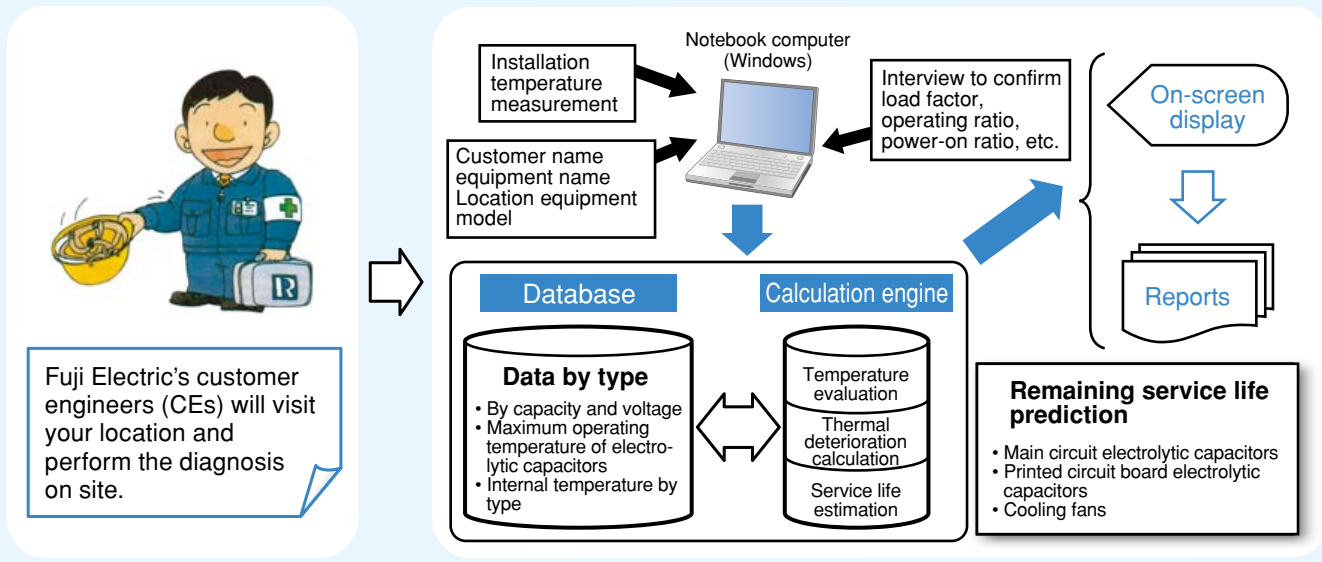 Fuji Electric's customer
engineers (CEs) will visit
your location and
perform the diagnosis
on site.
Notebook computer
(Windows)
Installation
temperature
measurement
Customer name
equipment name
Location equipment
model
Interview to confirm
load factor,
operating ratio,
power-on ratio, etc.
Database
Data by type
• By capacity and voltage
• Maximum operating
temperature of electro-
lytic capacitors
• Internal temperature by
type
Calculation engine
Temperature
evaluation
Thermal
deterioration
calculation
Service life
estimation
On-screen
display
Reports
Remaining service life
prediction
• Main circuit electrolytic capacitors
• Printed circuit board electrolytic
capacitors
• Cooling fans